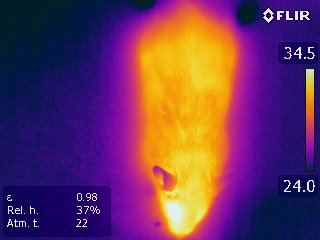 FLIR
34.5
24.0
ε 0.98
Rel. h. 37%
Atm. t. 22